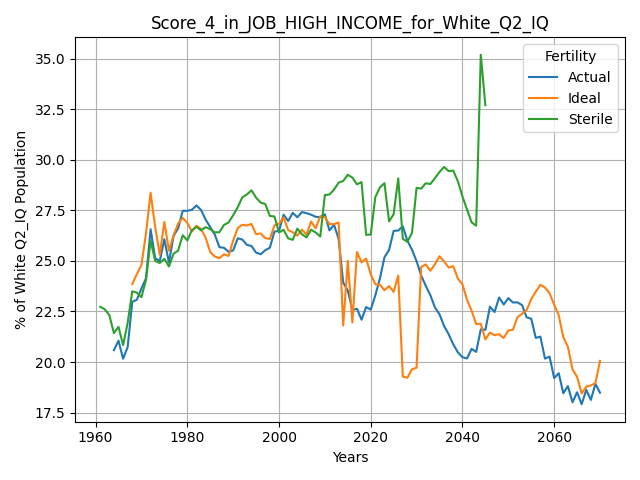 Score_4_in_JOB_HIGH_INCOME_for_White_Q2_IQ
Fertility
Actual
Ideal
Sterile
% of White Q2_IQ Population
35.0
32.5
30.0
27.5
25.0
22.5
20.0
17.5
1960 1980 2000 2020 2040 2060
Years